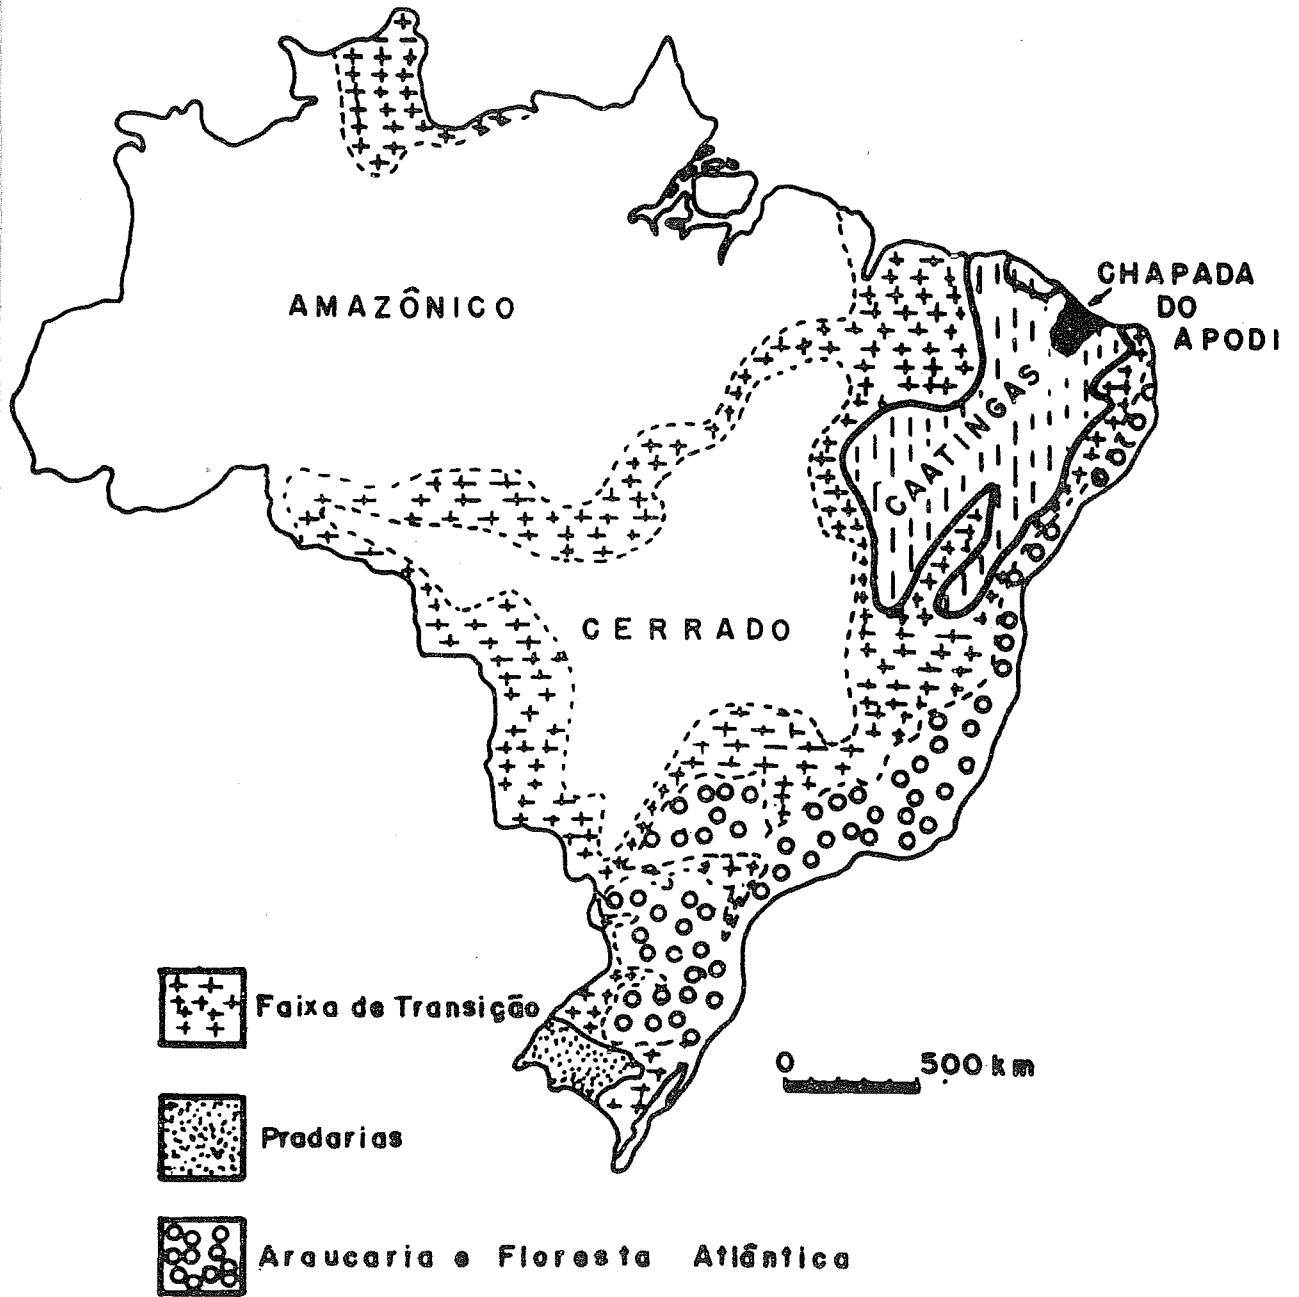 CHAPADA
DO
APODI
AMAZÔNICO
CAATINGAS
CERRADO
Faixa de Transição
0 500 km
Pradarias
Araucaria e Floresta Atlântica